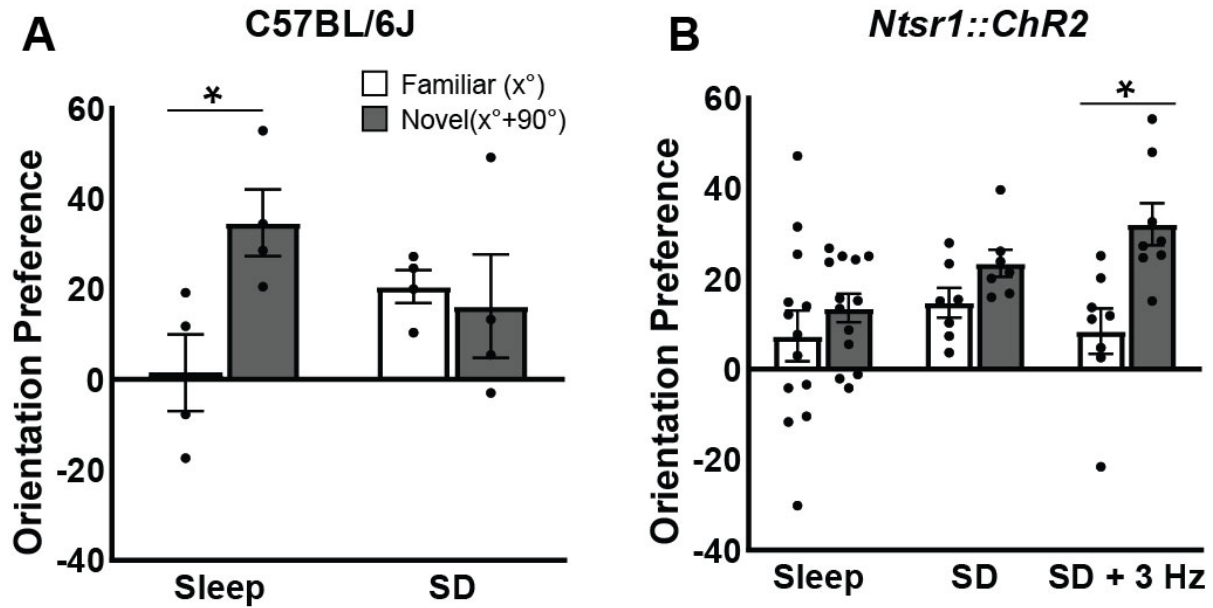 A
C57BL/6J
Familiar (x°)
Novel(x°+90°)
*
Orientation Preference
60
40
20
0
-20
-40
Sleep
SD
B
Ntsr1::ChR2
*
Orientation Preference
60
40
20
0
-20
-40
Sleep
SD
SD + 3 Hz